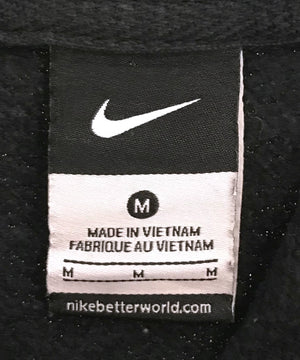 M
MADE IN VIETNAM
FABRIQUE AU VIETNAM
M M M
nikebetterworld.com